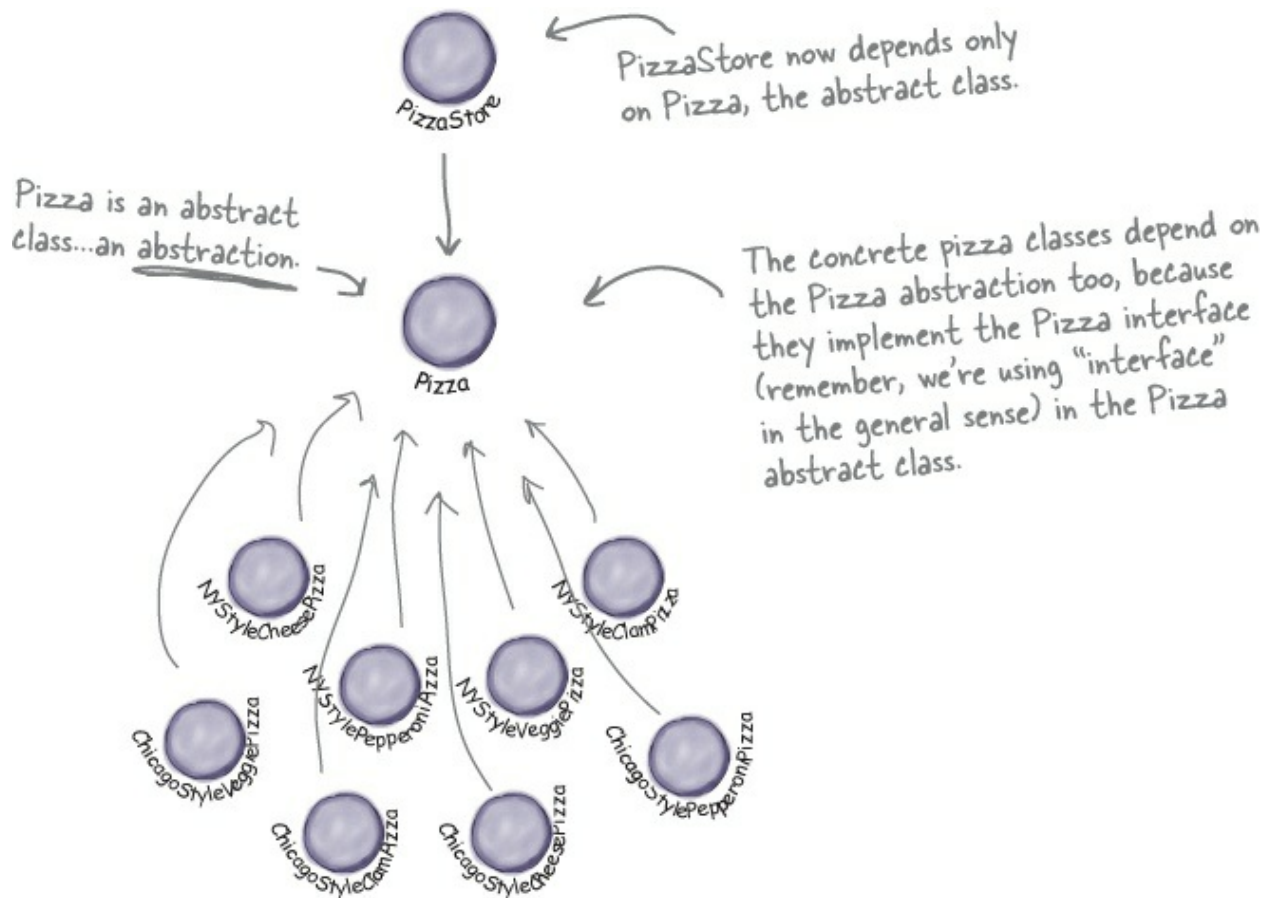 PizzaStore now depends only
on Pizza, the abstract class.
PizzaStore
Pizza is an abstract
class...an abstraction.
The concrete pizza classes depend on
the Pizza abstraction too, because
they implement the Pizza interface
(remember, we're using "interface"
in the general sense) in the Pizza
abstract class.
Pizza
NYStyleCheesePizza
NYStyleClamPizza
NYStylePepperoniPizza
NYStyleVeggiePizza
ChicagoStyleVeggiePizza
ChicagoStylePepperoniPizza
ChicagoStyleClamPizza
ChicagoStyleCheesePizza